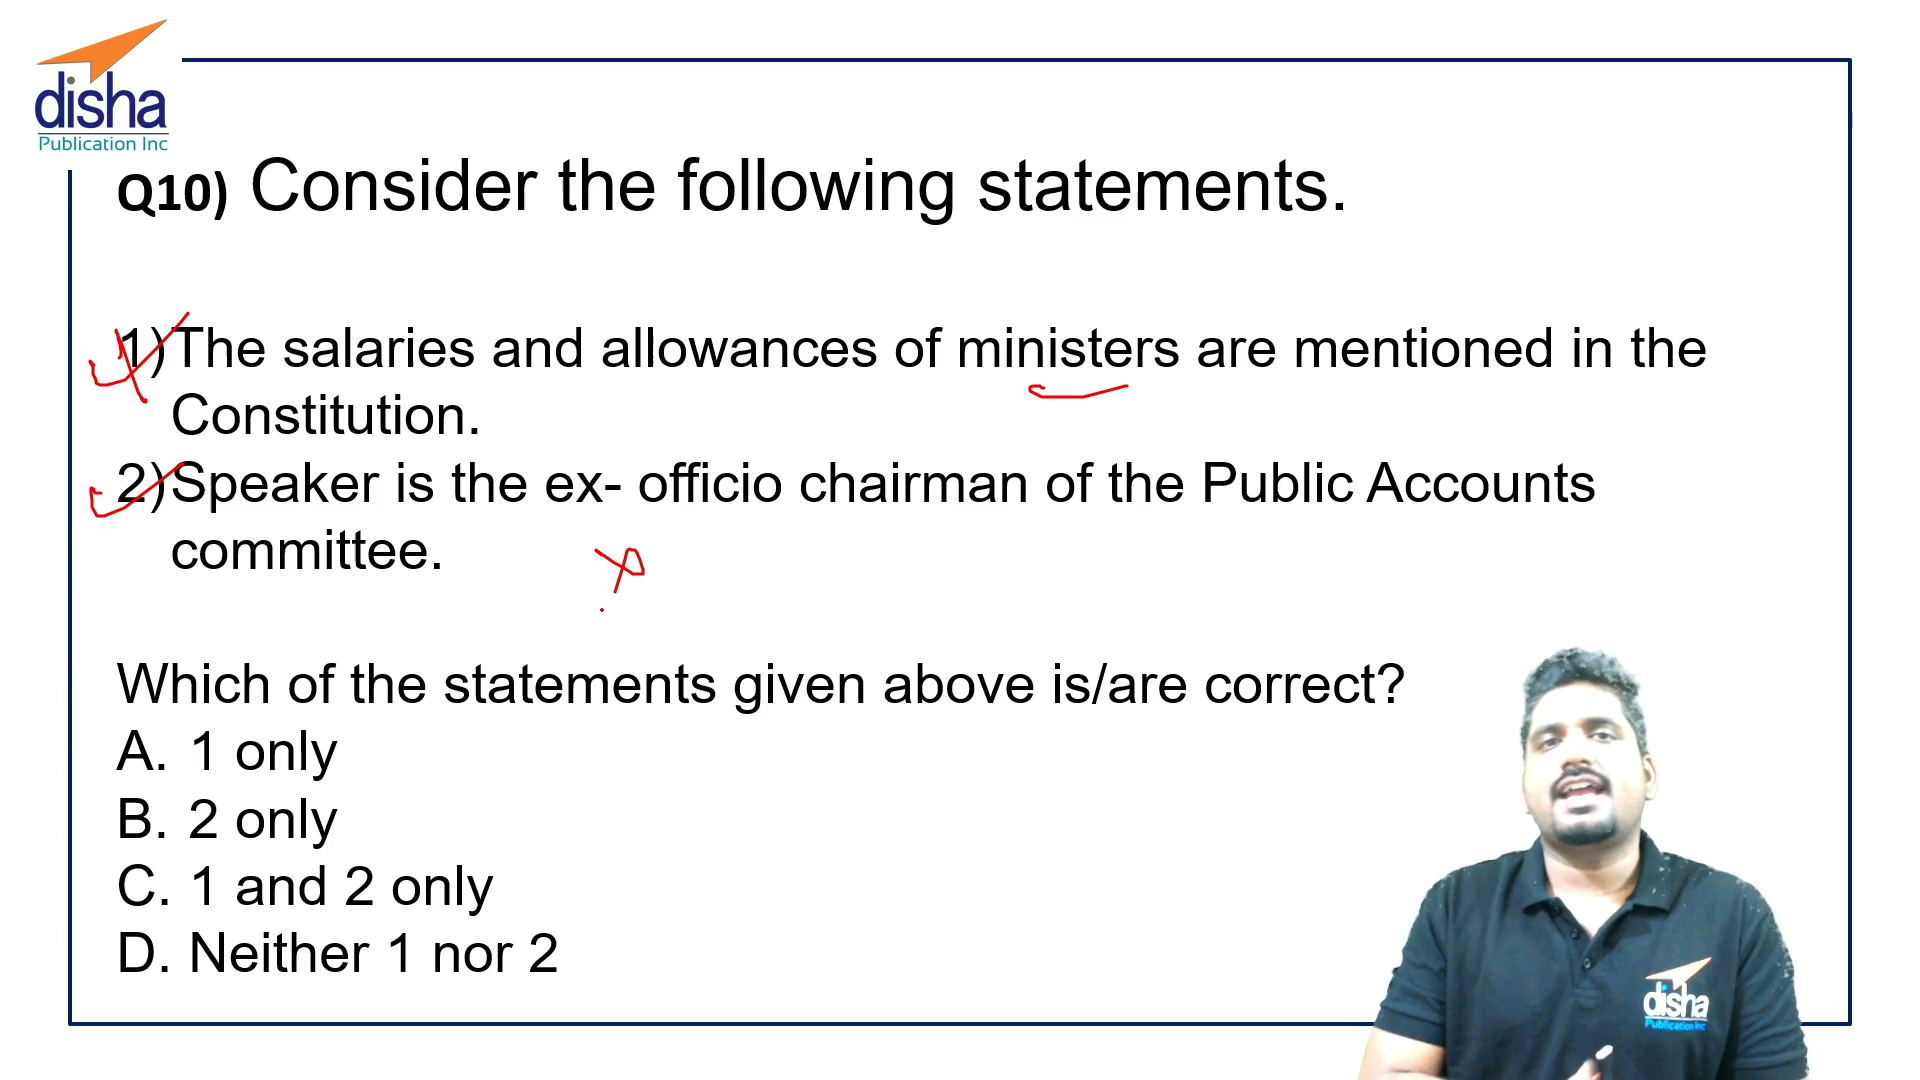 disha
Publication Inc
Q10) Consider the following statements.
1) The salaries and allowances of ministers are mentioned in the
Constitution.
2) Speaker is the ex- officio chairman of the Public Accounts
committee.
Which of the statements given above is/are correct?
A. 1 only
B. 2 only
C. 1 and 2 only
D. Neither 1 nor 2
disha
Publication Inc